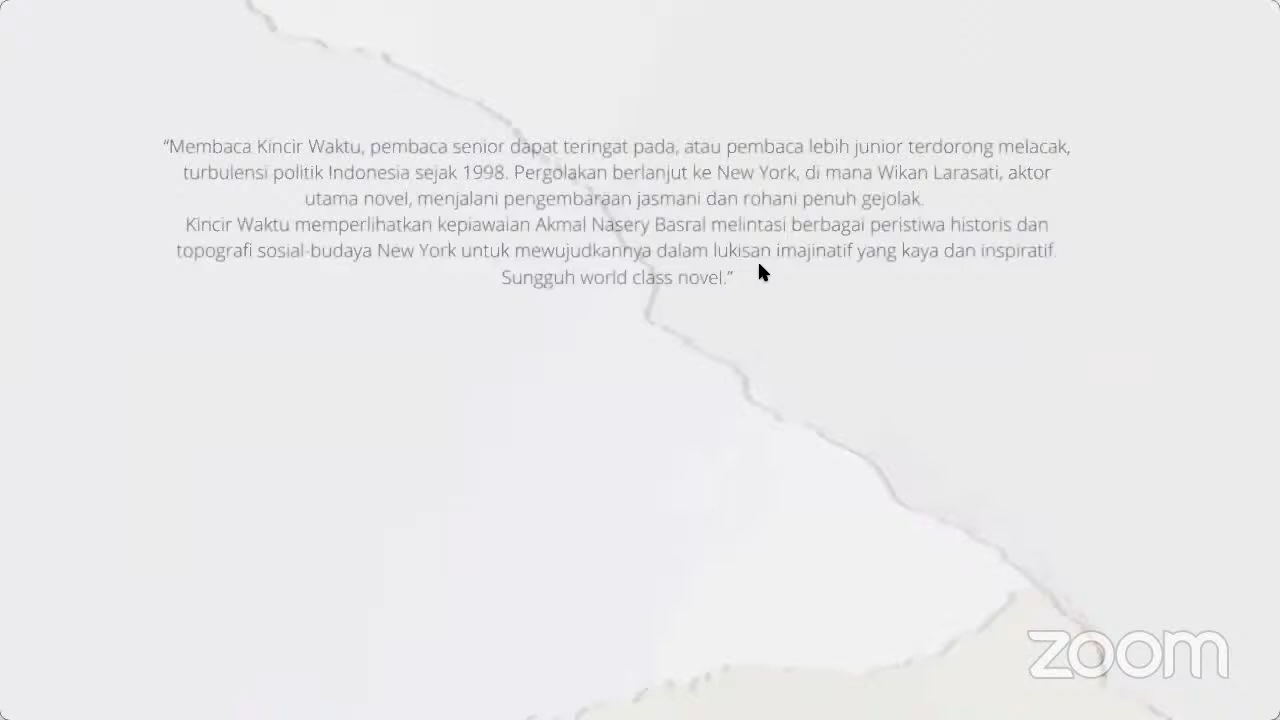 “Membaca Kincir Waktu, pembaca senior dapat teringat pada, atau pembaca lebih junior terdorong melacak,
turbulensi politik Indonesia sejak 1998. Pergolakan berlanjut ke New York, di mana Wikan Larasati, aktor
utama novel, menjalani pengembaraan jasmani dan rohani penuh gejolak.
Kincir Waktu memperlihatkan kepiawaian Akmal Nasery Basral melintasi berbagai peristiwa historis dan
topografi sosial-budaya New York untuk mewujudkannya dalam lukisan imajinatif yang kaya dan inspiratif.
Sungguh world class novel.”
zoom